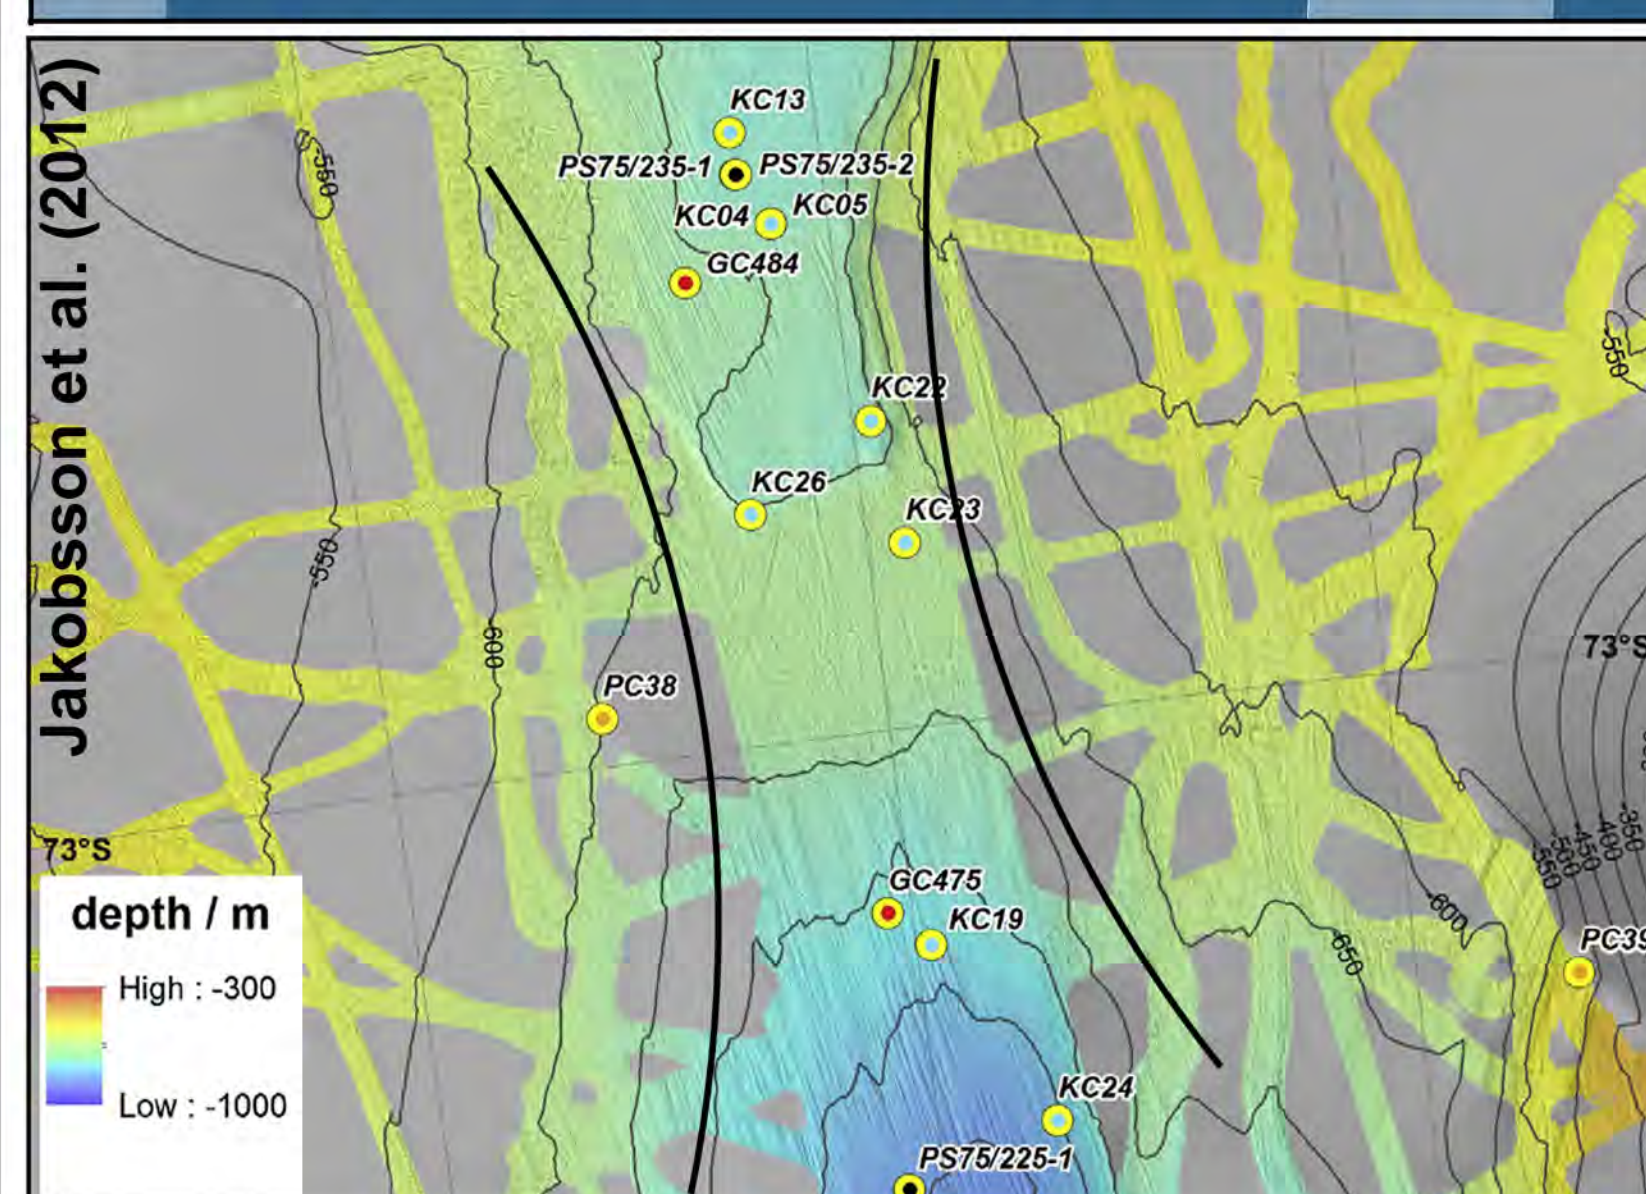 Jakobsson et al. (2012)
KC13
PS75/235-1
PS75/235-2
KC04
KC05
GC484
-550
-550
KC22
KC26
KC23
-550
600
73°S
PC38
73°S
-350
-400
-450
-500
-550
GC475
KC19
-600
650
PC39
depth / m
High : -300
Low : -1000
KC24
PS75/225-1